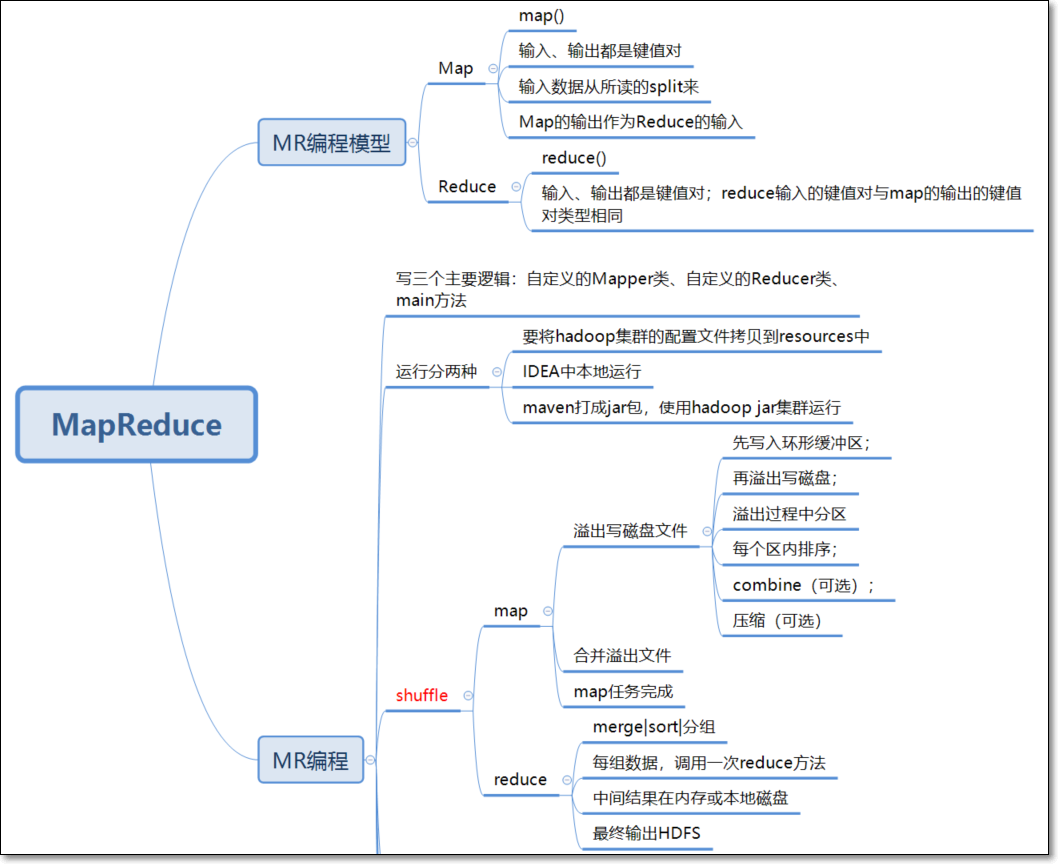 MapReduce
MR编程模型
Map
map()
输入、输出都是键值对
输入数据从所读的split来
Map的输出作为Reduce的输入
Reduce
reduce()
输入、输出都是键值对；reduce输入的键值对与map的输出的键值
对类型相同
MR编程
写三个主要逻辑：自定义的Mapper类、自定义的Reducer类、
main方法
运行分两种
要将hadoop集群的配置文件拷贝到resources中
IDEA中本地运行
maven打成jar包，使用hadoop jar集群运行
shuffle
map
溢出写磁盘文件
先写入环形缓冲区；
再溢出写磁盘；
溢出过程中分区
每个区内排序；
combine（可选）；
压缩（可选）
合并溢出文件
map任务完成
reduce
merge|sort|分组
每组数据，调用一次reduce方法
中间结果在内存或本地磁盘
最终输出HDFS